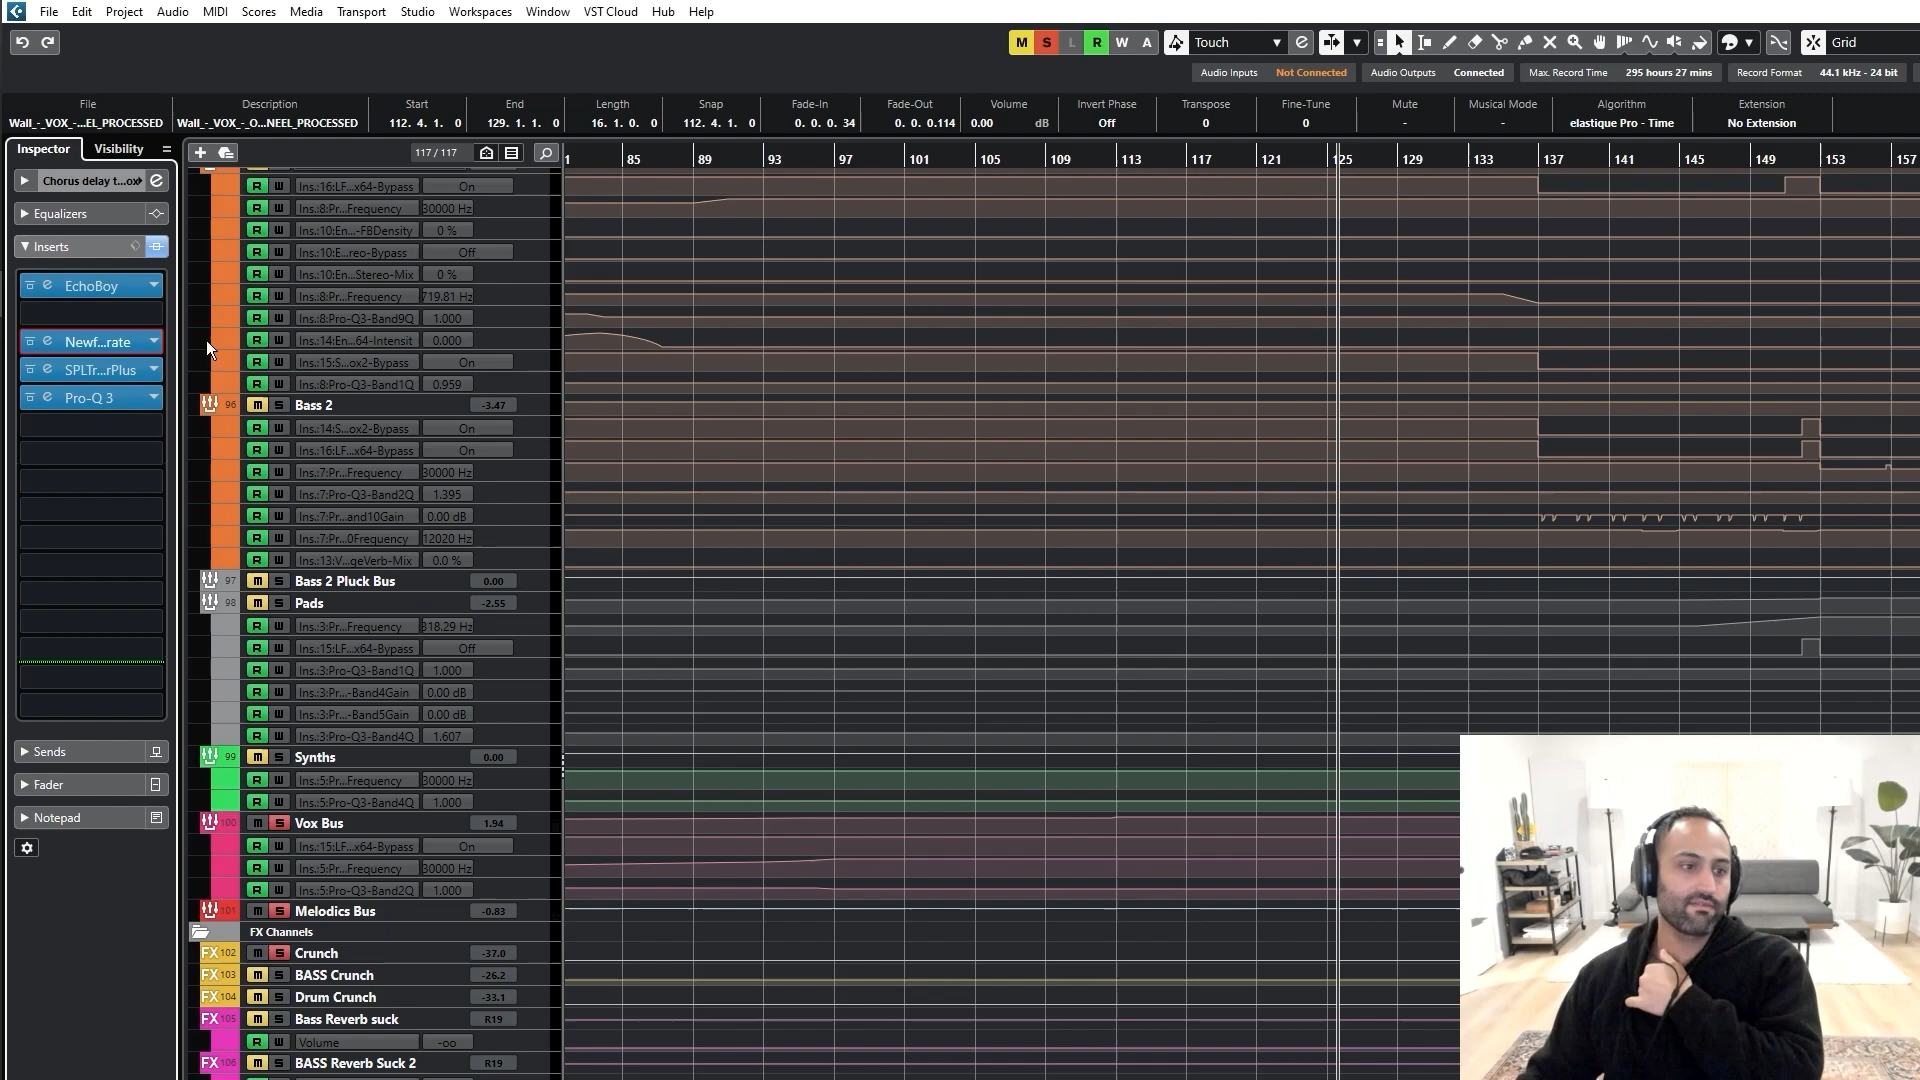 File Edit Project Audio MIDI Scores Media Transport Studio Workspaces Window VST Cloud Hub Help
M S L R W A Touch Grid
Audio Inputs Not Connected Audio Outputs Connected Max. Record Time 295 hours 27 mins Record Format 44.1 kHz - 24 bit
File Description Start End Length Snap Fade-In Fade-Out Volume Invert Phase Transpose Fine-Tune Mute Musical Mode Algorithm Extension
Wall_-_VOX_-...EL_PROCESSED Wall_-_VOX_-_O...NEEL_PROCESSED 112. 4. 1. 0 129. 1. 1. 0 16. 1. 0. 0 112. 4. 1. 0 0. 0. 0. 34 0. 0. 0.114 0.00 dB Off 0 0 - - elastique Pro - Time No Extension
Inspector Visibility
117 / 117
1 85 89 93 97 101 105 109 113 117 121 125 129 133 137 141 145 149 153 157
Chorus delay t...ox
Equalizers
Inserts
EchoBoy
Newf...rate
SPLTr...rPlus
Pro-Q 3
Sends
Fader
Notepad
R W Ins.:16:LF...x64-Bypass On
R W Ins.:8:Pr...Frequency 30000 Hz
R W Ins.:10:En...-FBDensity 0 %
R W Ins.:10:E...reo-Bypass Off
R W Ins.:10:En...Stereo-Mix 0 %
R W Ins.:8:Pr...Frequency 719.81 Hz
R W Ins.:8:Pro-Q3-Band9Q 1.000
R W Ins.:14:En...64-Intensit 0.000
R W Ins.:15:S...ox2-Bypass On
R W Ins.:8:Pro-Q3-Band1Q 0.959
96 m S Bass 2 -3.47
R W Ins.:14:S...ox2-Bypass On
R W Ins.:16:LF...x64-Bypass On
R W Ins.:7:Pr...Frequency 30000 Hz
R W Ins.:7:Pro-Q3-Band2Q 1.395
R W Ins.:7:Pr...and10Gain 0.00 dB
R W Ins.:7:Pr...0Frequency 12020 Hz
R W Ins.:13:V...geVerb-Mix 0.0 %
97 m S Bass 2 Pluck Bus 0.00
98 m S Pads -2.55
R W Ins.:3:Pr...Frequency 318.29 Hz
R W Ins.:15:LF...x64-Bypass Off
R W Ins.:3:Pro-Q3-Band1Q 1.000
R W Ins.:3:Pr...-Band4Gain 0.00 dB
R W Ins.:3:Pr...-Band5Gain 0.00 dB
R W Ins.:3:Pro-Q3-Band4Q 1.607
99 m S Synths 0.00
R W Ins.:5:Pr...Frequency 30000 Hz
R W Ins.:5:Pro-Q3-Band4Q 1.000
100 m S Vox Bus 1.94
R W Ins.:15:LF...x64-Bypass On
R W Ins.:5:Pr...Frequency 30000 Hz
R W Ins.:5:Pro-Q3-Band2Q 1.000
101 m S Melodics Bus -0.83
FX Channels
FX 102 m S Crunch -37.0
FX 103 m S BASS Crunch -26.2
FX 104 m S Drum Crunch -33.1
FX 105 m S Bass Reverb suck R19
R W Volume -oo
FX 106 m S BASS Reverb Suck 2 R19